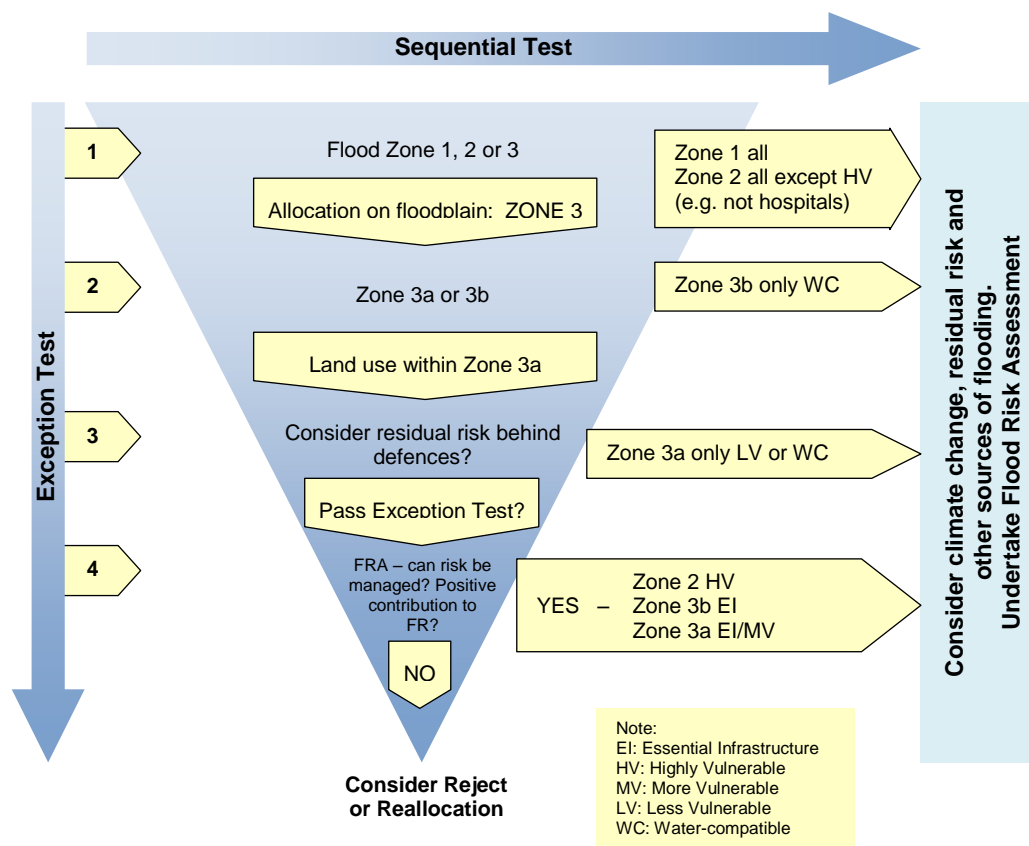 Sequential Test
Exception Test
1
Flood Zone 1, 2 or 3
Allocation on floodplain: ZONE 3
Zone 1 all
Zone 2 all except HV
(e.g. not hospitals)
2
Zone 3a or 3b
Land use within Zone 3a
Zone 3b only WC
3
Consider residual risk behind
defences?
Pass Exception Test?
Zone 3a only LV or WC
4
FRA – can risk be
managed? Positive
contribution to
FR?
NO
YES –
Zone 2 HV
Zone 3b EI
Zone 3a EI/MV
Consider Reject
or Reallocation
Note:
EI: Essential Infrastructure
HV: Highly Vulnerable
MV: More Vulnerable
LV: Less Vulnerable
WC: Water-compatible
Consider climate change, residual risk and
other sources of flooding.
Undertake Flood Risk Assessment